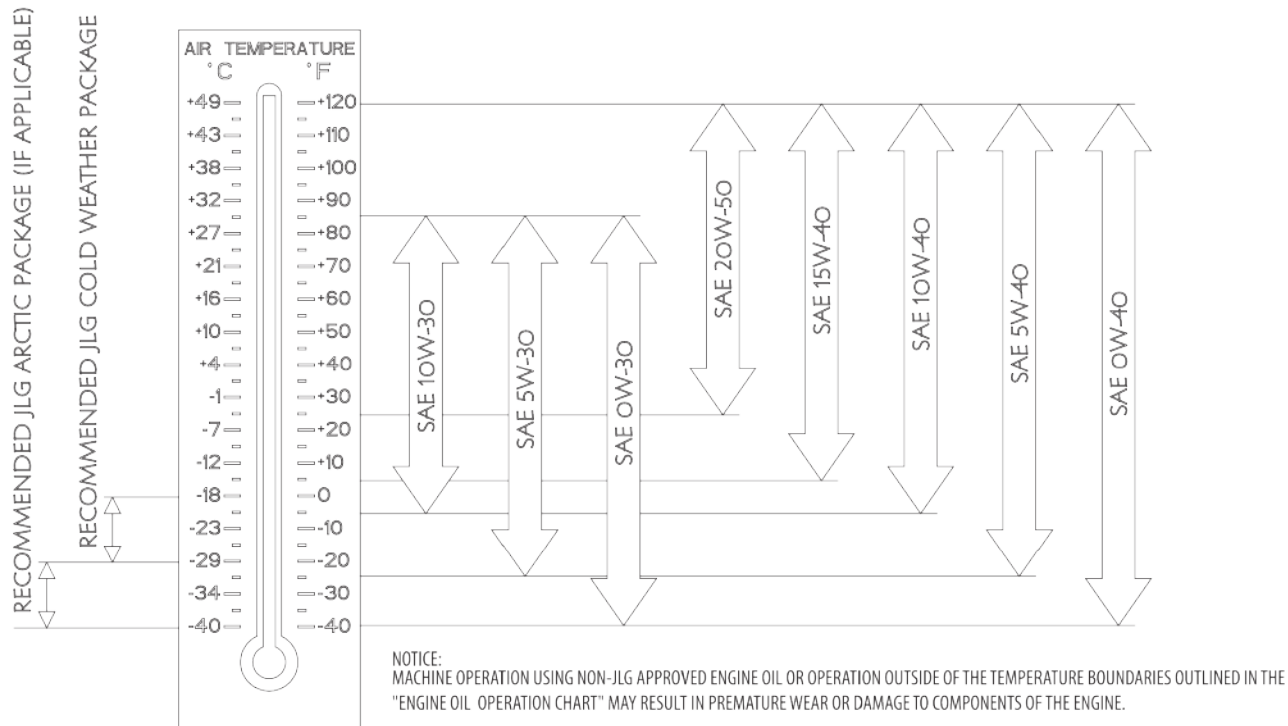 RECOMMENDED JLG ARCTIC PACKAGE (IF APPLICABLE)
RECOMMENDED JLG COLD WEATHER PACKAGE
AIR TEMPERATURE
°C °F
+49 +120
+43 +110
+38 +100
+32 +90
+27 +80
+21 +70
+16 +60
+10 +50
+4 +40
-1 +30
-7 +20
-12 +10
-18 0
-23 -10
-29 -20
-34 -30
-40 -40
SAE 10W-30
SAE 5W-30
SAE 0W-30
SAE 20W-50
SAE 15W-40
SAE 10W-40
SAE 5W-40
SAE 0W-40
NOTICE:
MACHINE OPERATION USING NON-JLG APPROVED ENGINE OIL OR OPERATION OUTSIDE OF THE TEMPERATURE BOUNDARIES OUTLINED IN THE
"ENGINE OIL OPERATION CHART" MAY RESULT IN PREMATURE WEAR OR DAMAGE TO COMPONENTS OF THE ENGINE.